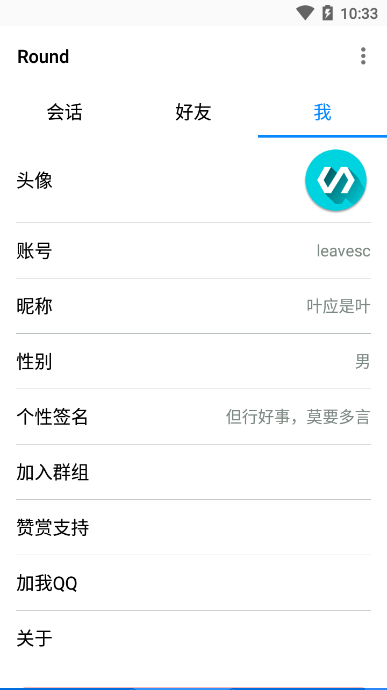 10:33
Round
会话 好友 我
头像
账号 leavesc
昵称 叶应是叶
性别 男
个性签名 但行好事，莫要多言
加入群组
赞赏支持
加我QQ
关于